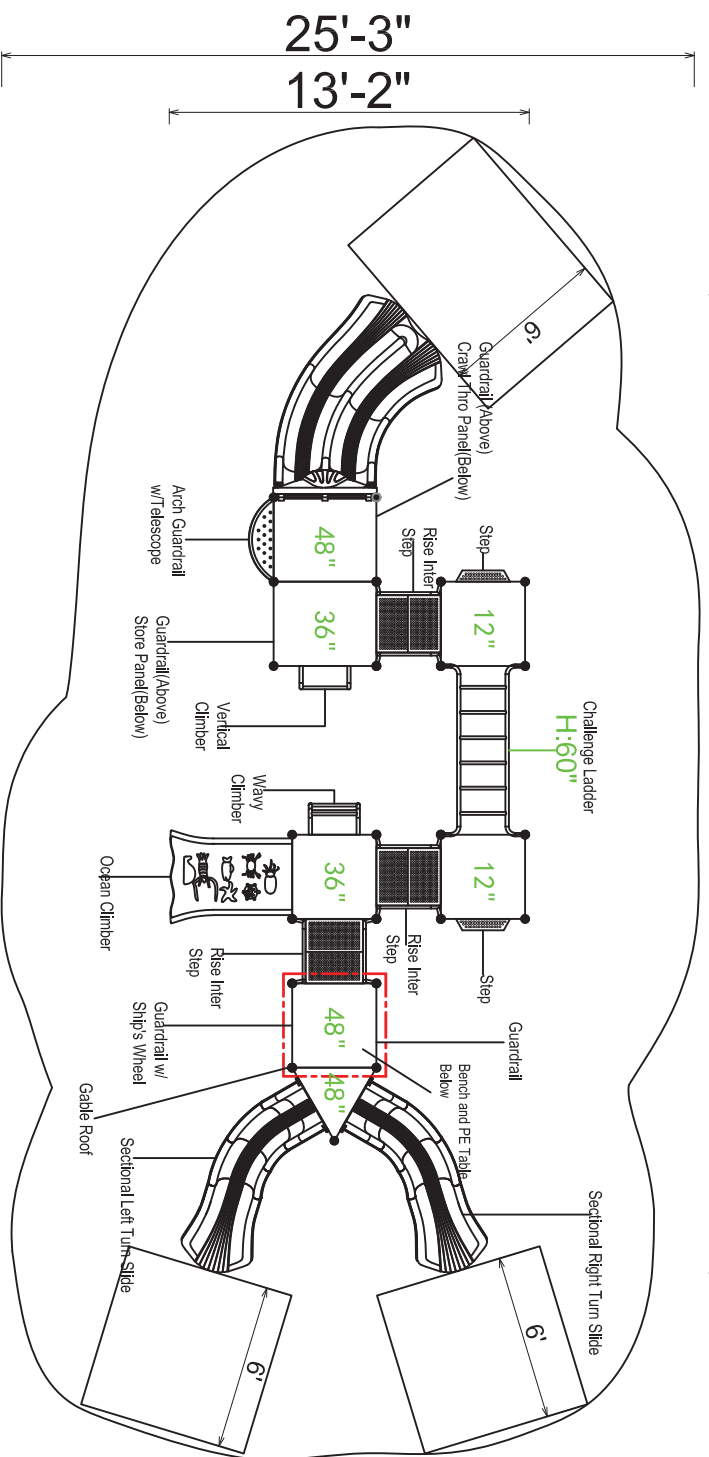 25'-3"
13'-2"
6'
Guardrail (Above)
Crawl Thro Panel(Below)
Arch Guardrail
w/Telescope
48"
Rise Inter
Step
Step
36"
12"
Guardrail(Above)
Store Panel(Below)
Vertical
Climber
Challenge Ladder
H:60"
Wavy
Climber
Ocean Climber
36"
12"
Rise Inter
Step
Rise Inter
Step
Step
Guardrail w/
Ship's Wheel
48"
Guardrail
48"
Bench and PE Table
Below
Gable Roof
Sectional Left Turn Slide
Sectional Right Turn Slide
6'
6'